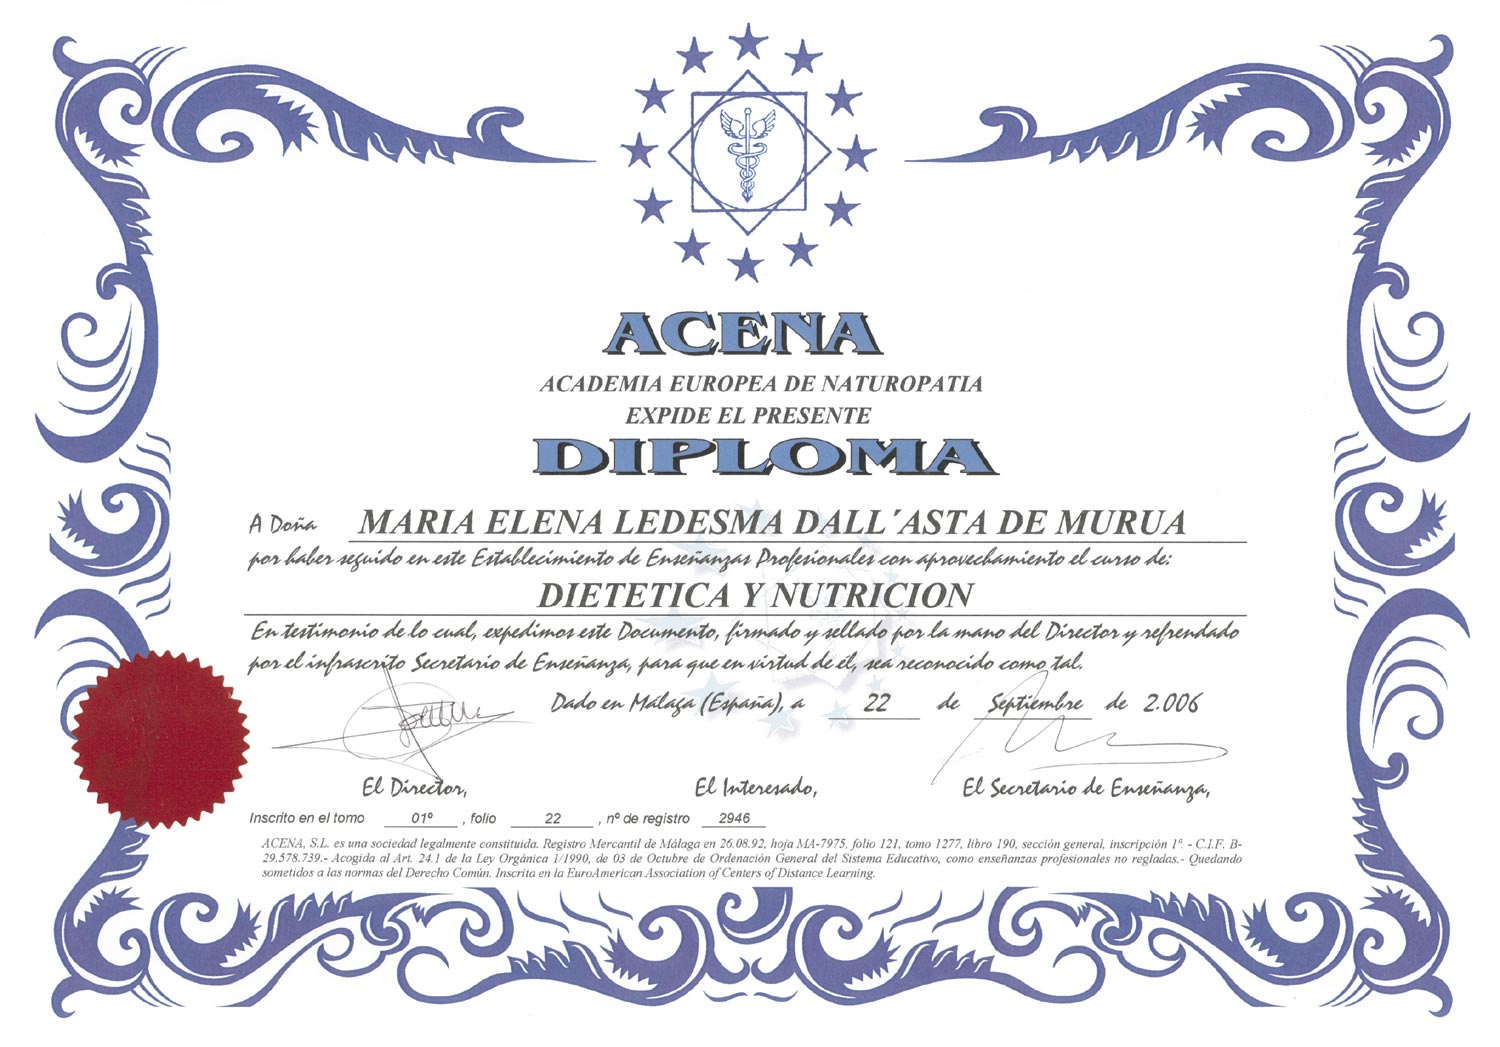 ACENA
ACADEMIA EUROPEA DE NATUROPATIA
EXPIDE EL PRESENTE
DIPLOMA
A Doña MARIA ELENA LEDESMA DALL´ASTA DE MURUA
por haber seguido en este Establecimiento de Enseñanzas Profesionales con aprovechamiento el curso de:
DIETETICA Y NUTRICION
En testimonio de lo cual, expedimos este Documento, firmado y sellado por la mano del Director y refrendado
por el infrascrito Secretario de Enseñanza, para que en virtud de él, sea reconocido como tal.
Dado en Málaga (España), a 22 de Septiembre de 2.006
El Director, El Interesado, El Secretario de Enseñanza,
Inscrito en el tomo 01º , folio 22 , nº de registro 2946
ACENA, S.L. es una sociedad legalmente constituida. Registro Mercantil de Málaga en 26.08.92, hoja MA-7975, folio 121, tomo 1277, libro 190, sección general, inscripción 1ª. - C.I.F. B-
29.578.739.- Acogida al Art. 24.1 de la Ley Orgánica 1/1990, de 03 de Octubre de Ordenación General del Sistema Educativo, como enseñanzas profesionales no regladas.- Quedando
sometidos a las normas del Derecho Común. Inscrita en la EuroAmerican Association of Centers of Distance Learning.